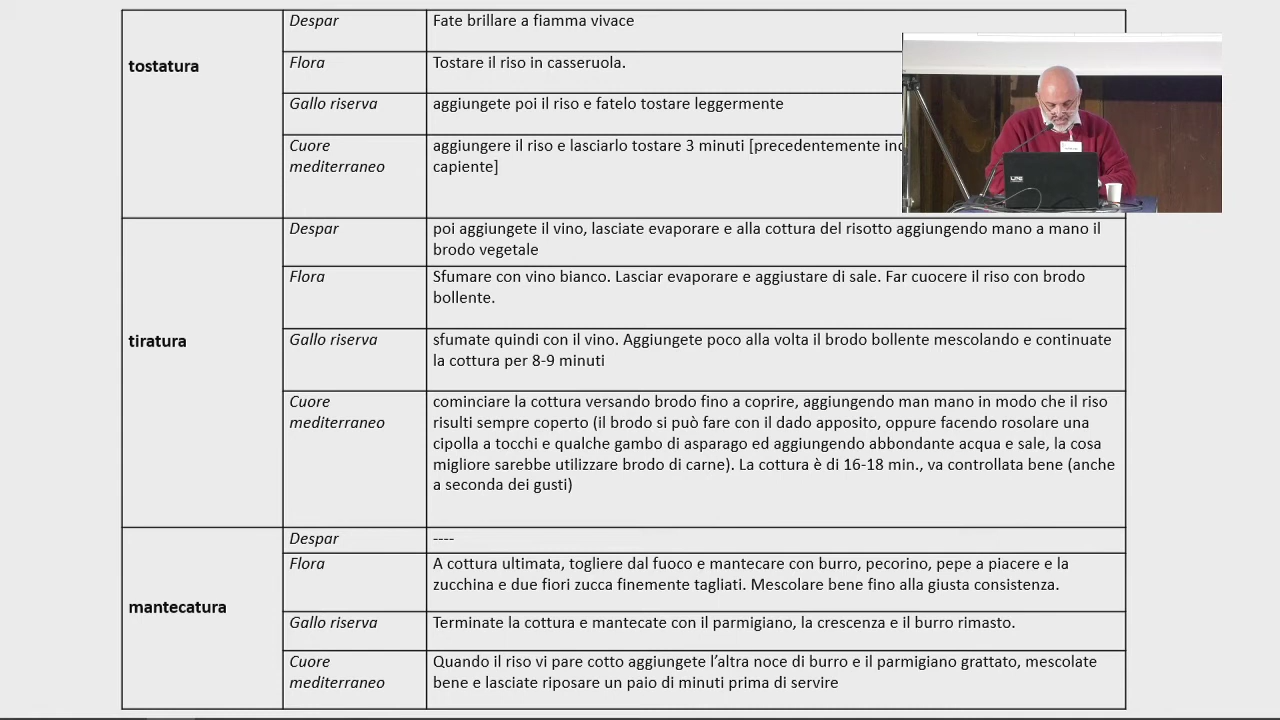 tostatura
Despar
Fate brillare a fiamma vivace
Flora
Tostare il riso in casseruola.
Gallo riserva
aggiungete poi il riso e fatelo tostare leggermente
Cuore
mediterraneo
aggiungere il riso e lasciarlo tostare 3 minuti [precedentemente
capiente]
tiratura
Despar
poi aggiungete il vino, lasciate evaporare e alla cottura del risotto aggiungendo mano a mano il
brodo vegetale
Flora
Sfumare con vino bianco. Lasciar evaporare e aggiustare di sale. Far cuocere il riso con brodo
bollente.
Gallo riserva
sfumate quindi con il vino. Aggiungete poco alla volta il brodo bollente mescolando e continuate
la cottura per 8-9 minuti
Cuore
mediterraneo
cominciare la cottura versando brodo fino a coprire, aggiungendo man mano in modo che il riso
risulti sempre coperto (il brodo si può fare con il dado apposito, oppure facendo rosolare una
cipolla a tocchi e qualche gambo di asparago ed aggiungendo abbondante acqua e sale, la cosa
migliore sarebbe utilizzare brodo di carne). La cottura è di 16-18 min., va controllata bene (anche
a seconda dei gusti)
mantecatura
Despar
----
Flora
A cottura ultimata, togliere dal fuoco e mantecare con burro, pecorino, pepe a piacere e la
zucchina e due fiori zucca finemente tagliati. Mescolare bene fino alla giusta consistenza.
Gallo riserva
Terminate la cottura e mantecate con il parmigiano, la crescenza e il burro rimasto.
Cuore
mediterraneo
Quando il riso vi pare cotto aggiungete l’altra noce di burro e il parmigiano grattato, mescolate
bene e lasciate riposare un paio di minuti prima di servire